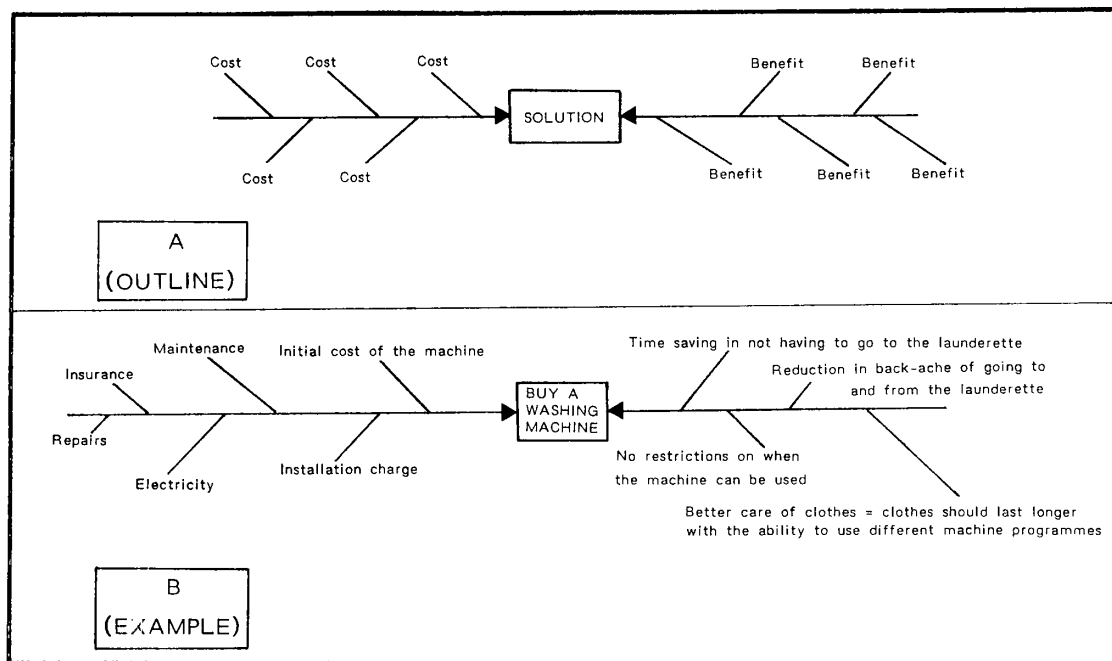 Cost
Cost
Cost
Benefit
Benefit
SOLUTION
Cost
Cost
Benefit
Benefit
Benefit
A
(OUTLINE)
Maintenance
Initial cost of the machine
Time saving in not having to go to the launderette
Insurance
Reduction in back-ache of going to
and from the launderette
BUY A
WASHING
MACHINE
Repairs
Electricity
Installation charge
No restrictions on when
the machine can be used
Better care of clothes = clothes should last longer
with the ability to use different machine programmes
B
(EXAMPLE)